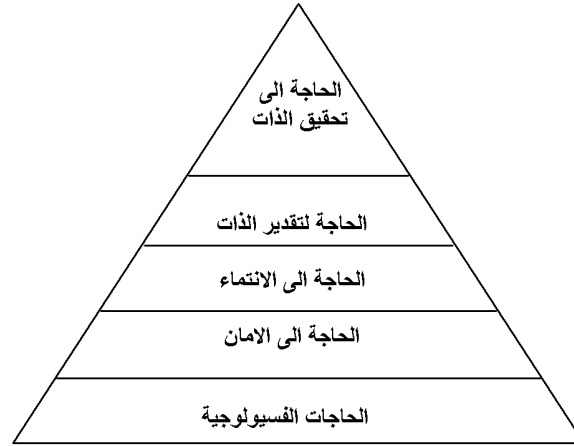 الحاجة الى
تحقيق الذات
الحاجة لتقدير الذات
الحاجة الى الانتماء
الحاجة الى الامان
الحاجات الفسيولوجية